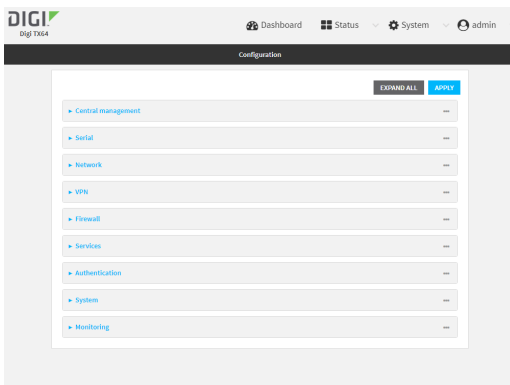 DIGI
Digi TX64
Dashboard Status System admin
Configuration
EXPAND ALL APPLY
Central management
Serial
Network
VPN
Firewall
Services
Authentication
System
Monitoring